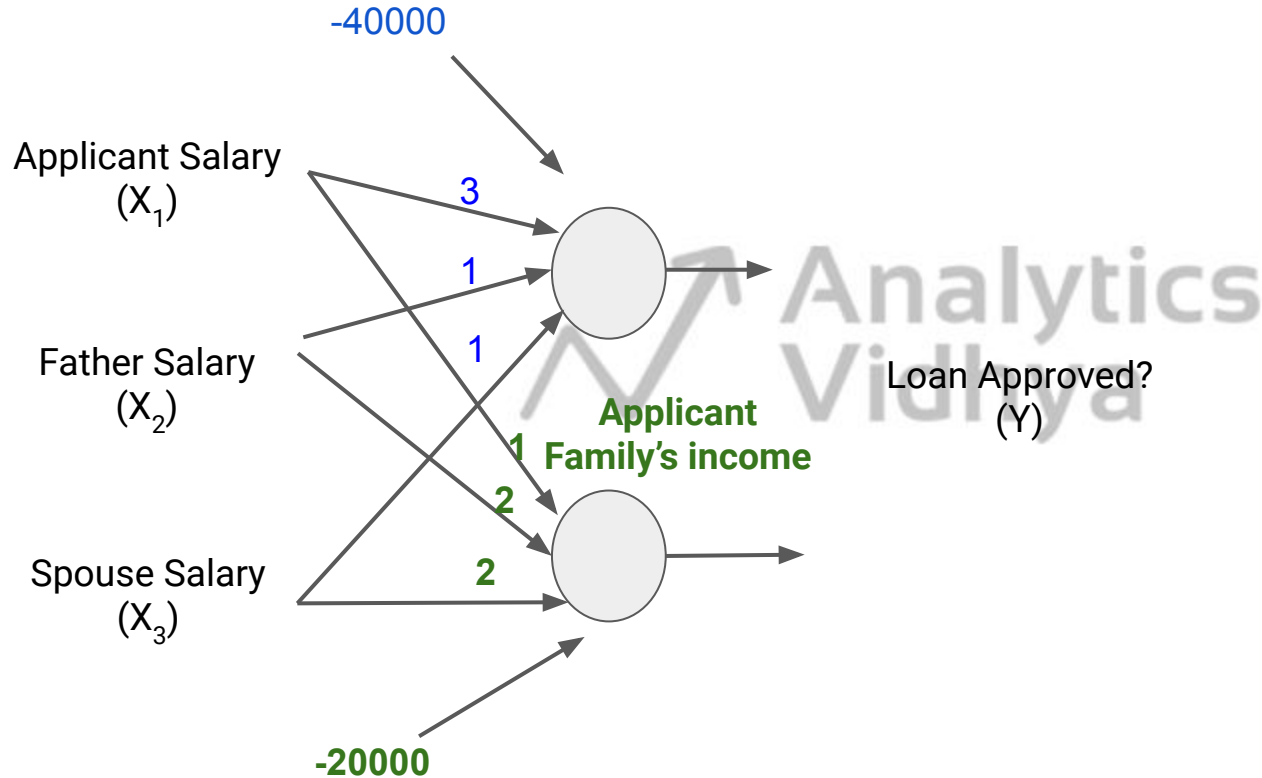 -40000
Applicant Salary
(X1)
3
1
Analytics
Vidhya
1
Father Salary
(X2)
Loan Approved?
(Y)
Applicant
Family’s income
1
2
Spouse Salary
(X3)
2
-20000